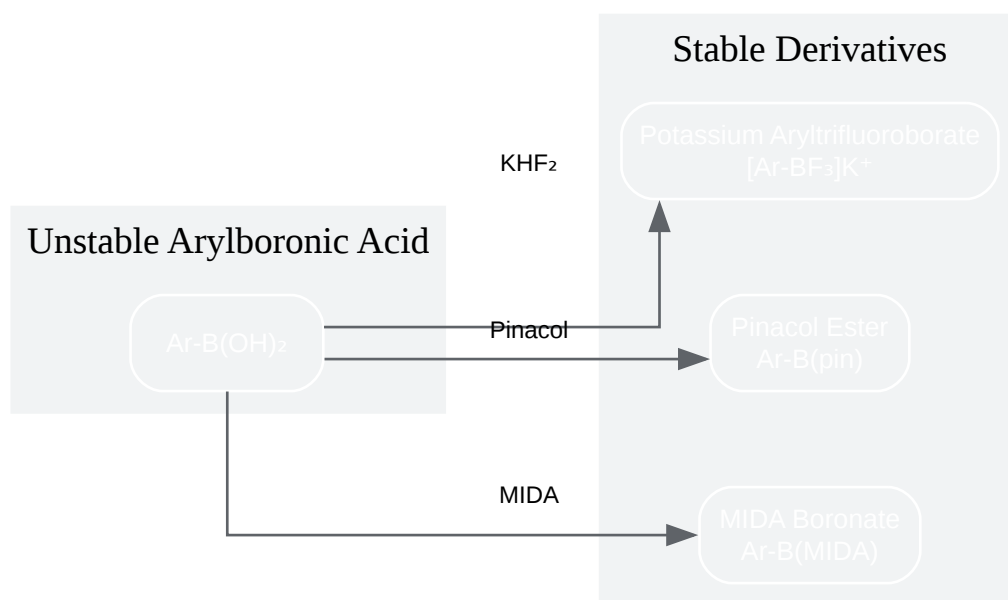 Stable Derivatives
Potassium Aryltrifluoroborate
[Ar-BF₃]K⁺
KHF₂
Unstable Arylboronic Acid
Ar-B(OH)₂
Pinacol
Pinacol Ester
Ar-B(pin)
MIDA
MIDA Boronate
Ar-B(MIDA)